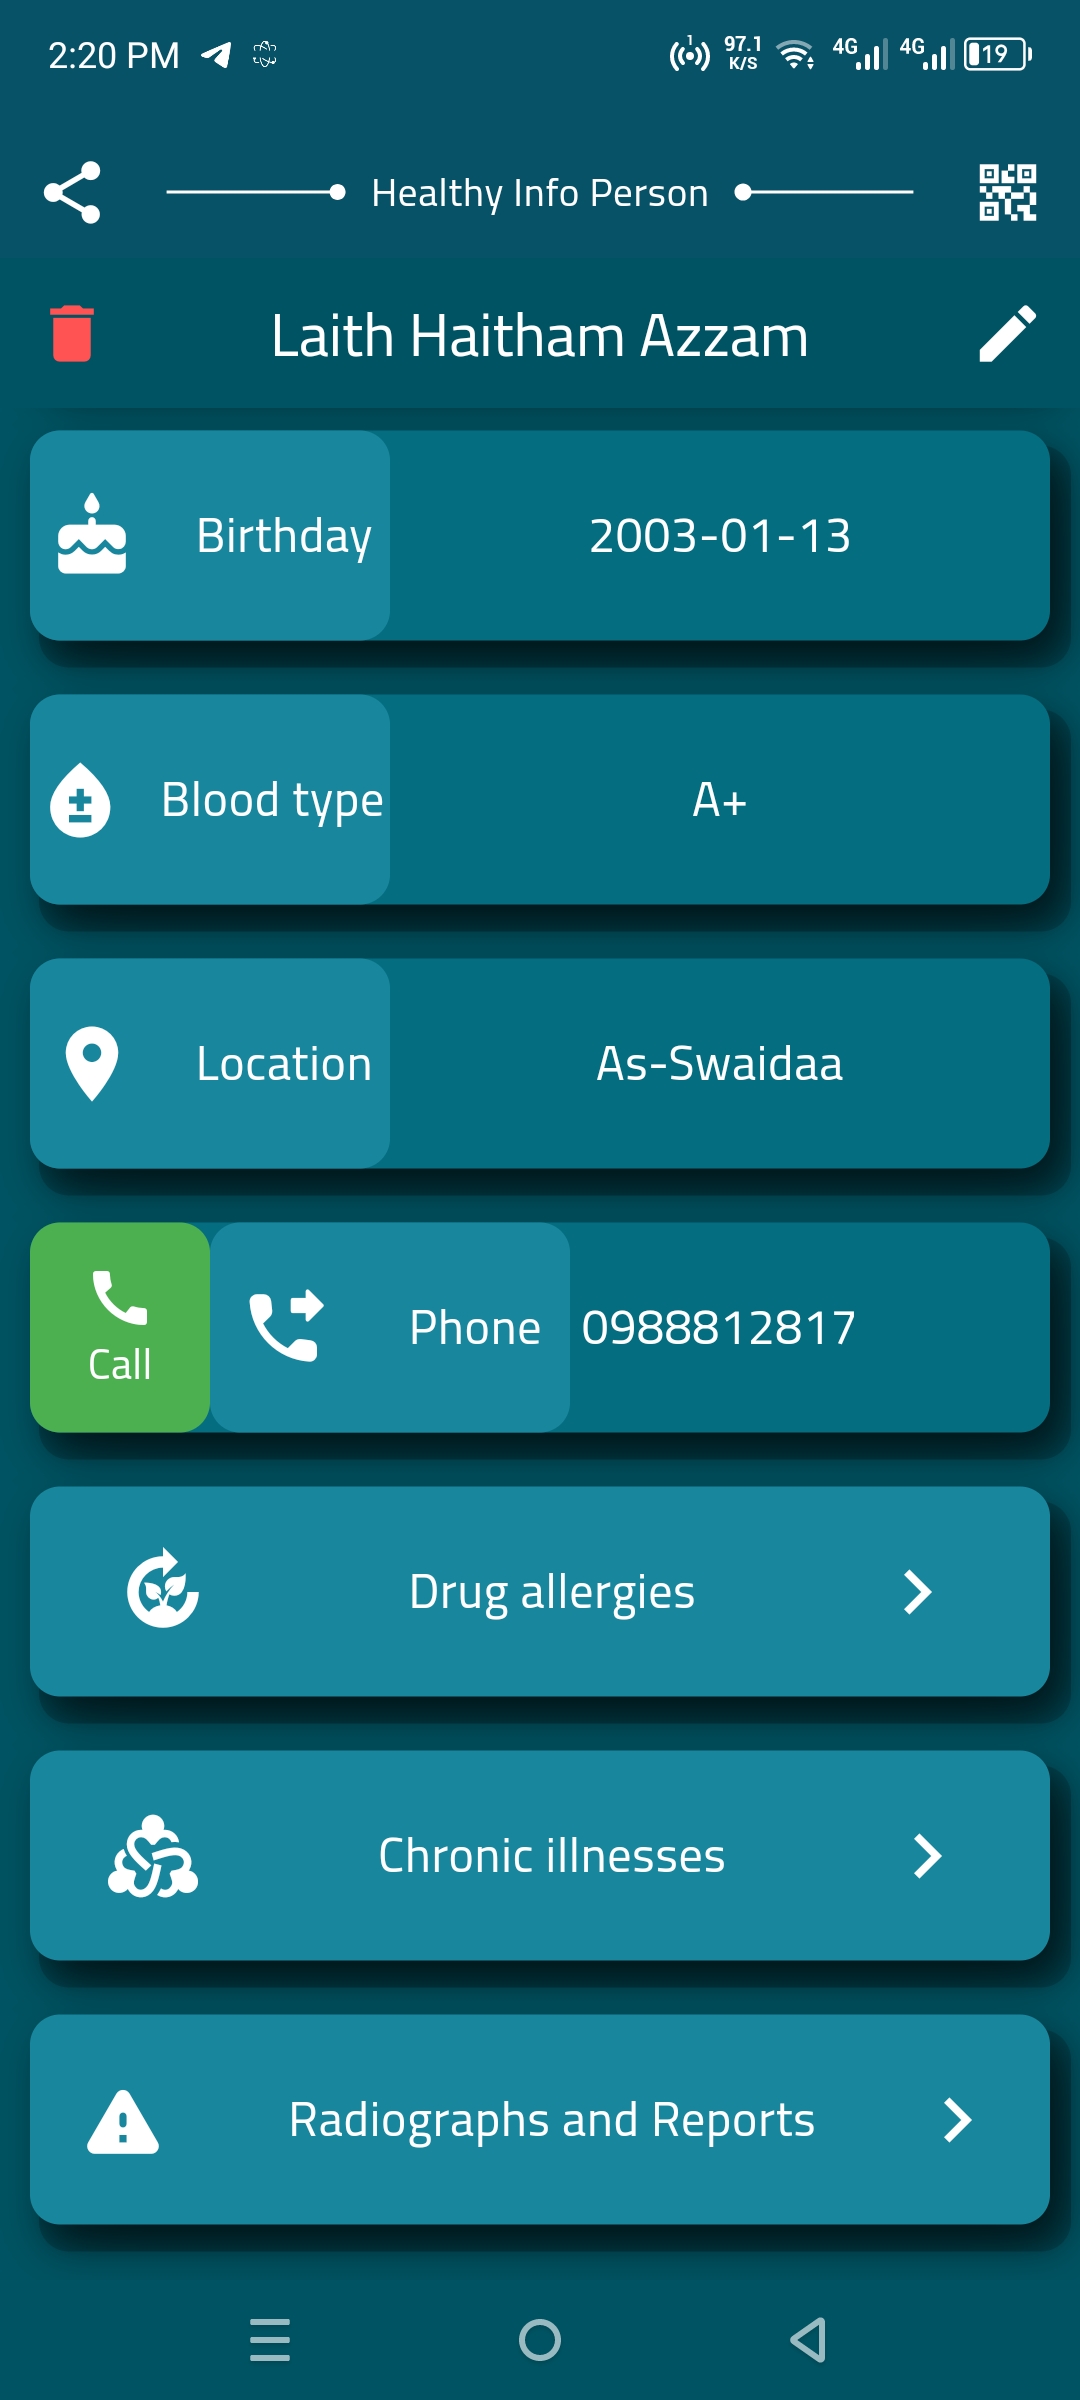 2:20 PM
1
97.1 K/S
4G
4G
19
Healthy Info Person
Laith Haitham Azzam
Birthday
2003-01-13
Blood type
A+
Location
As-Swaidaa
Call
Phone
0988812817
Drug allergies
Chronic illnesses
Radiographs and Reports